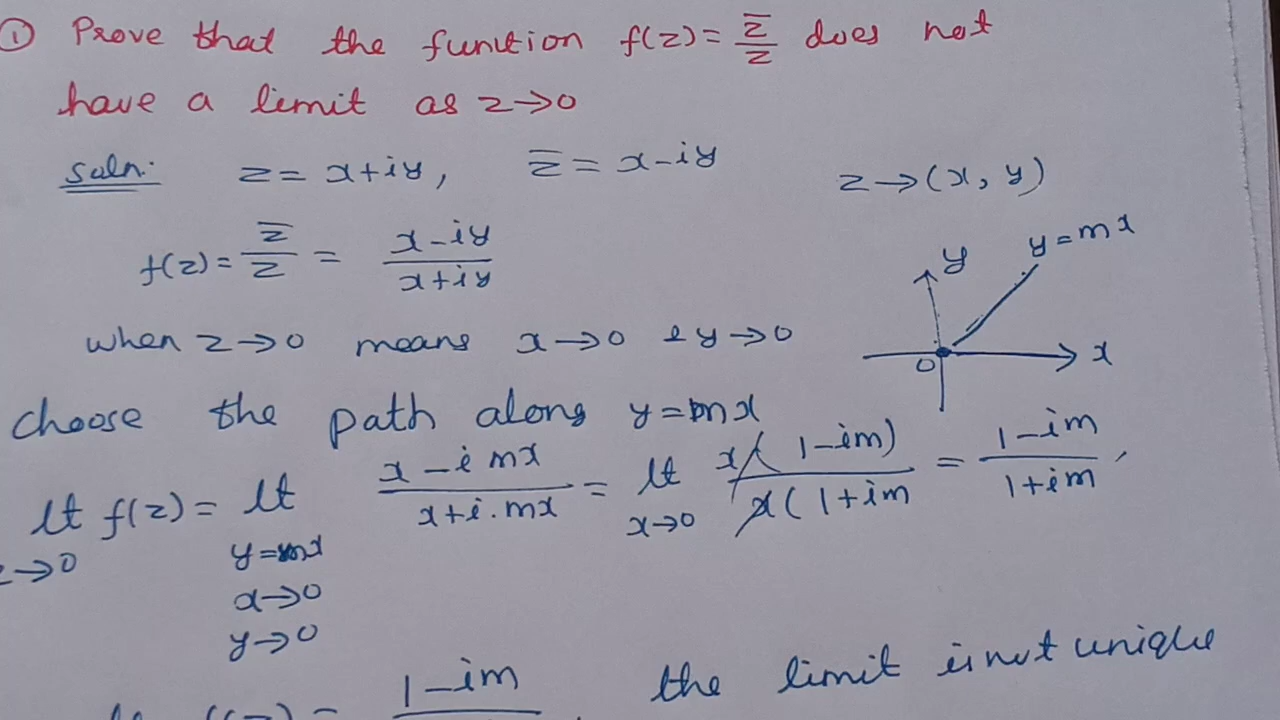 ① Prove that the function f(z) = z̅/z does not
have a limit as z→0
Soln: z = x+iy, z̅ = x-iy z→(x, y)
f(z) = z̅/z = (x-iy)/(x+iy)
y = mx
y
when z→0 means x→0 & y→0
x
0
choose the path along y=mx
lt z→0 f(z) = lt y=mx x→0 y→0 (x - i mx)/(x + i.mx) = lt x→0 x(1-im)/x(1+im = (1-im)/(1+im,
1-im the limit is not unique